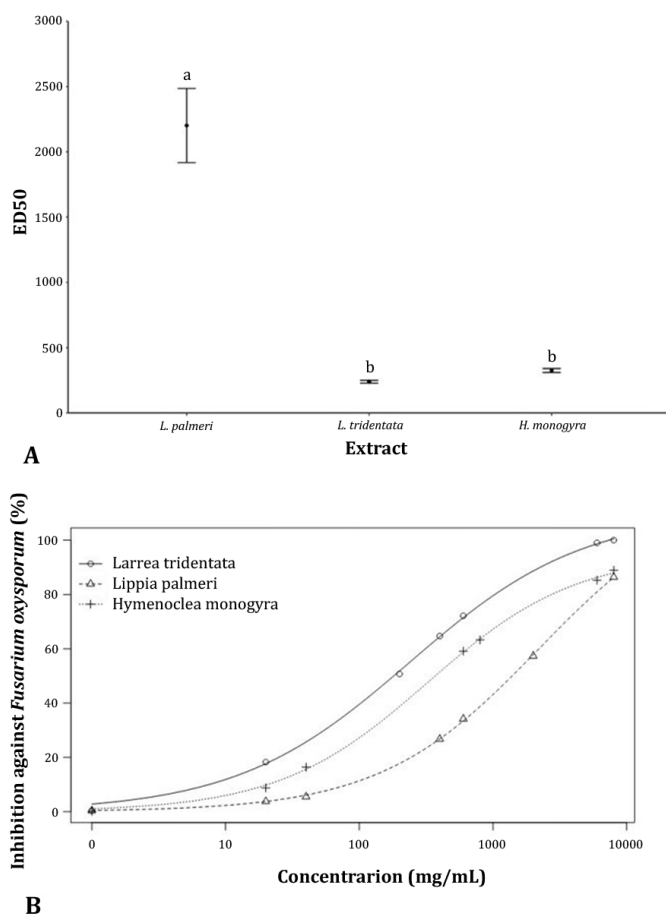 3000
2500
2000
1500
1000
500
0
ED50
a
b
b
L. palmeri
L. tridentata
H. monogyra
Extract
A
Inhibition against Fusarium oxysporum (%)
100
80
60
40
20
0
Larrea tridentata
Lippia palmeri
Hymenoclea monogyra
0 10 100 1000 10000
Concentrarion (mg/mL)
B